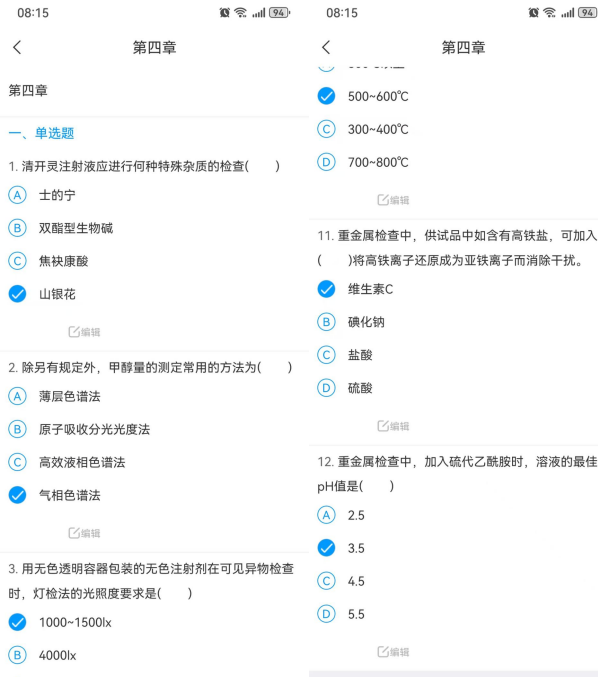 08:15
94
第四章
第四章
一、单选题
1. 清开灵注射液应进行何种特殊杂质的检查(　　)
A 士的宁
B 双酯型生物碱
C 焦袂康酸
山银花
编辑
2. 除另有规定外，甲醇量的测定常用的方法为(　　)
A 薄层色谱法
B 原子吸收分光光度法
C 高效液相色谱法
气相色谱法
编辑
3. 用无色透明容器包装的无色注射剂在可见异物检查
时，灯检法的光照度要求是(　　)
1000~1500lx
B 4000lx
08:15
94
第四章
500~600℃
C 300~400℃
D 700~800℃
编辑
11. 重金属检查中，供试品中如含有高铁盐，可加入
(　　)将高铁离子还原成为亚铁离子而消除干扰。
维生素C
B 碘化钠
C 盐酸
D 硫酸
编辑
12. 重金属检查中，加入硫代乙酰胺时，溶液的最佳
pH值是(　　)
A 2.5
3.5
C 4.5
D 5.5
编辑